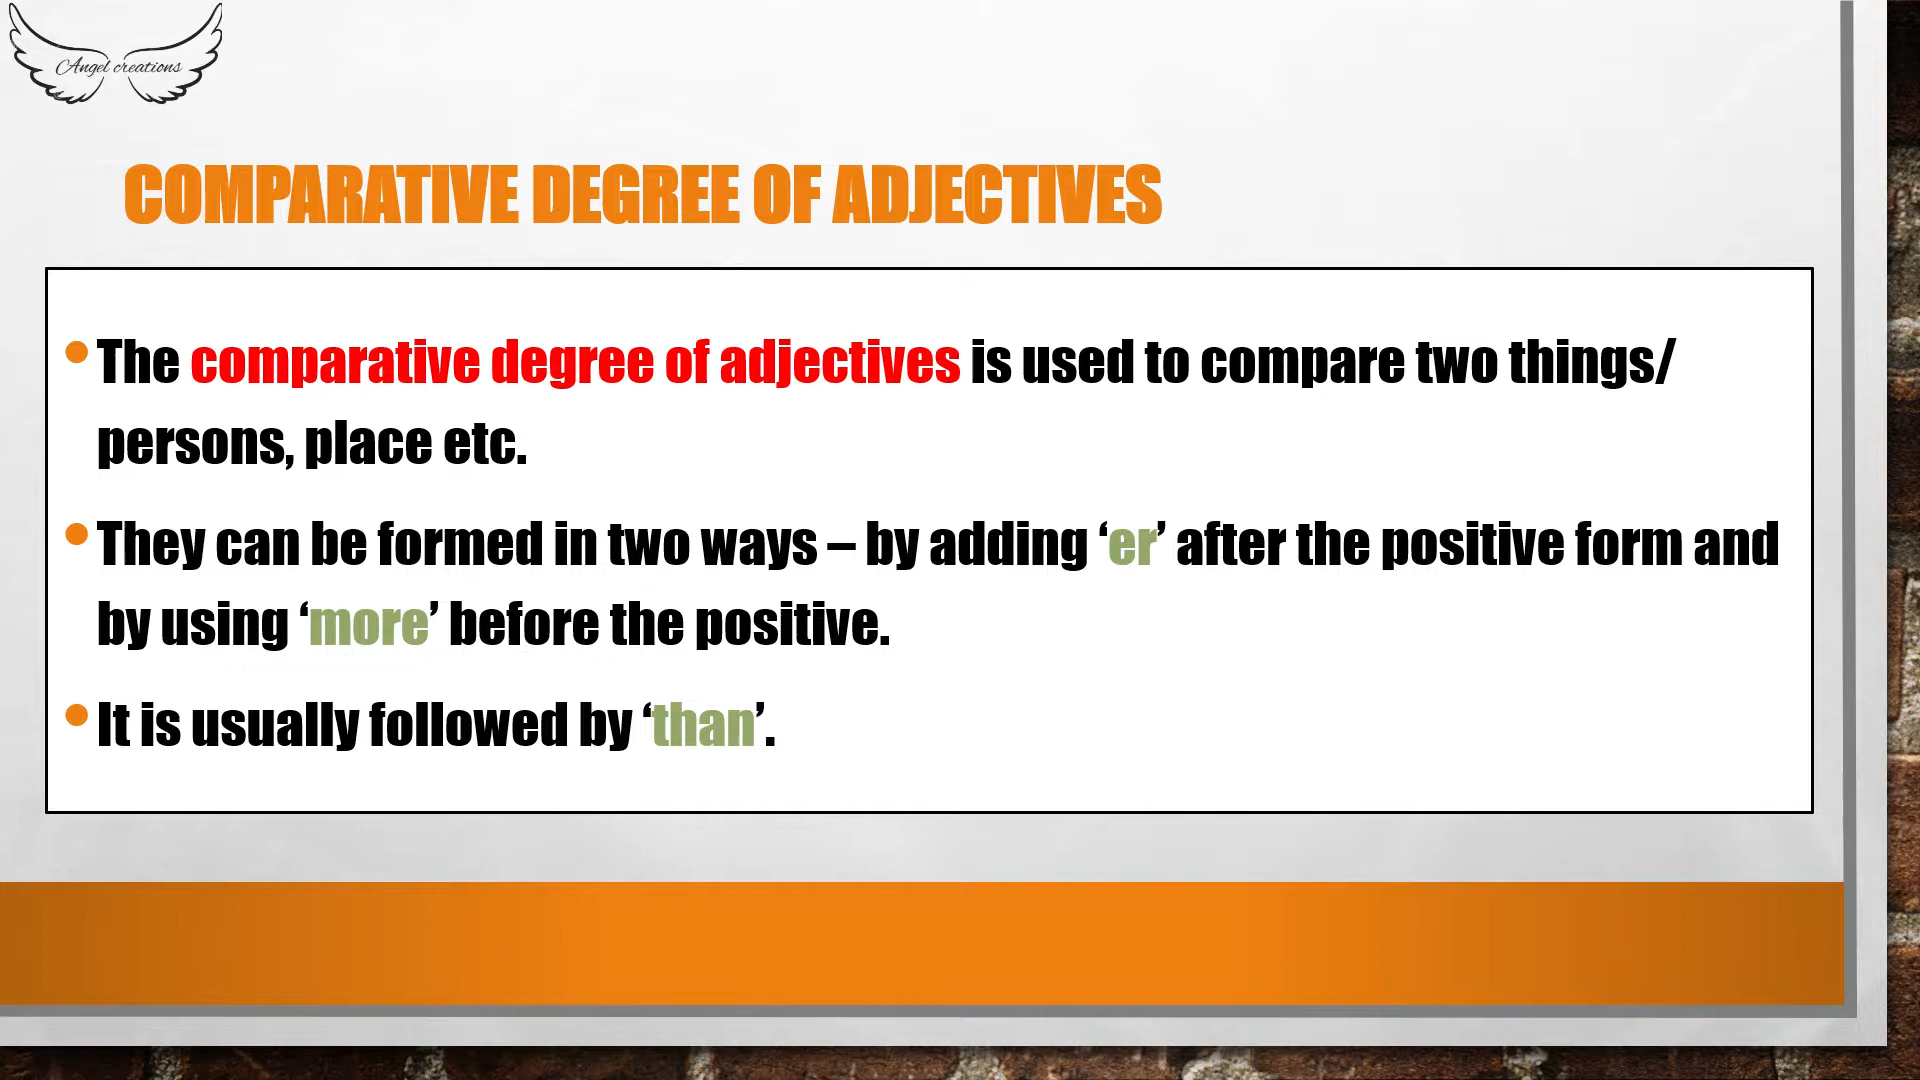 Angel creations
COMPARATIVE DEGREE OF ADJECTIVES
•The comparative degree of adjectives is used to compare two things/
persons, place etc.
•They can be formed in two ways – by adding ‘er’ after the positive form and
by using ‘more’ before the positive.
•It is usually followed by ‘than’.